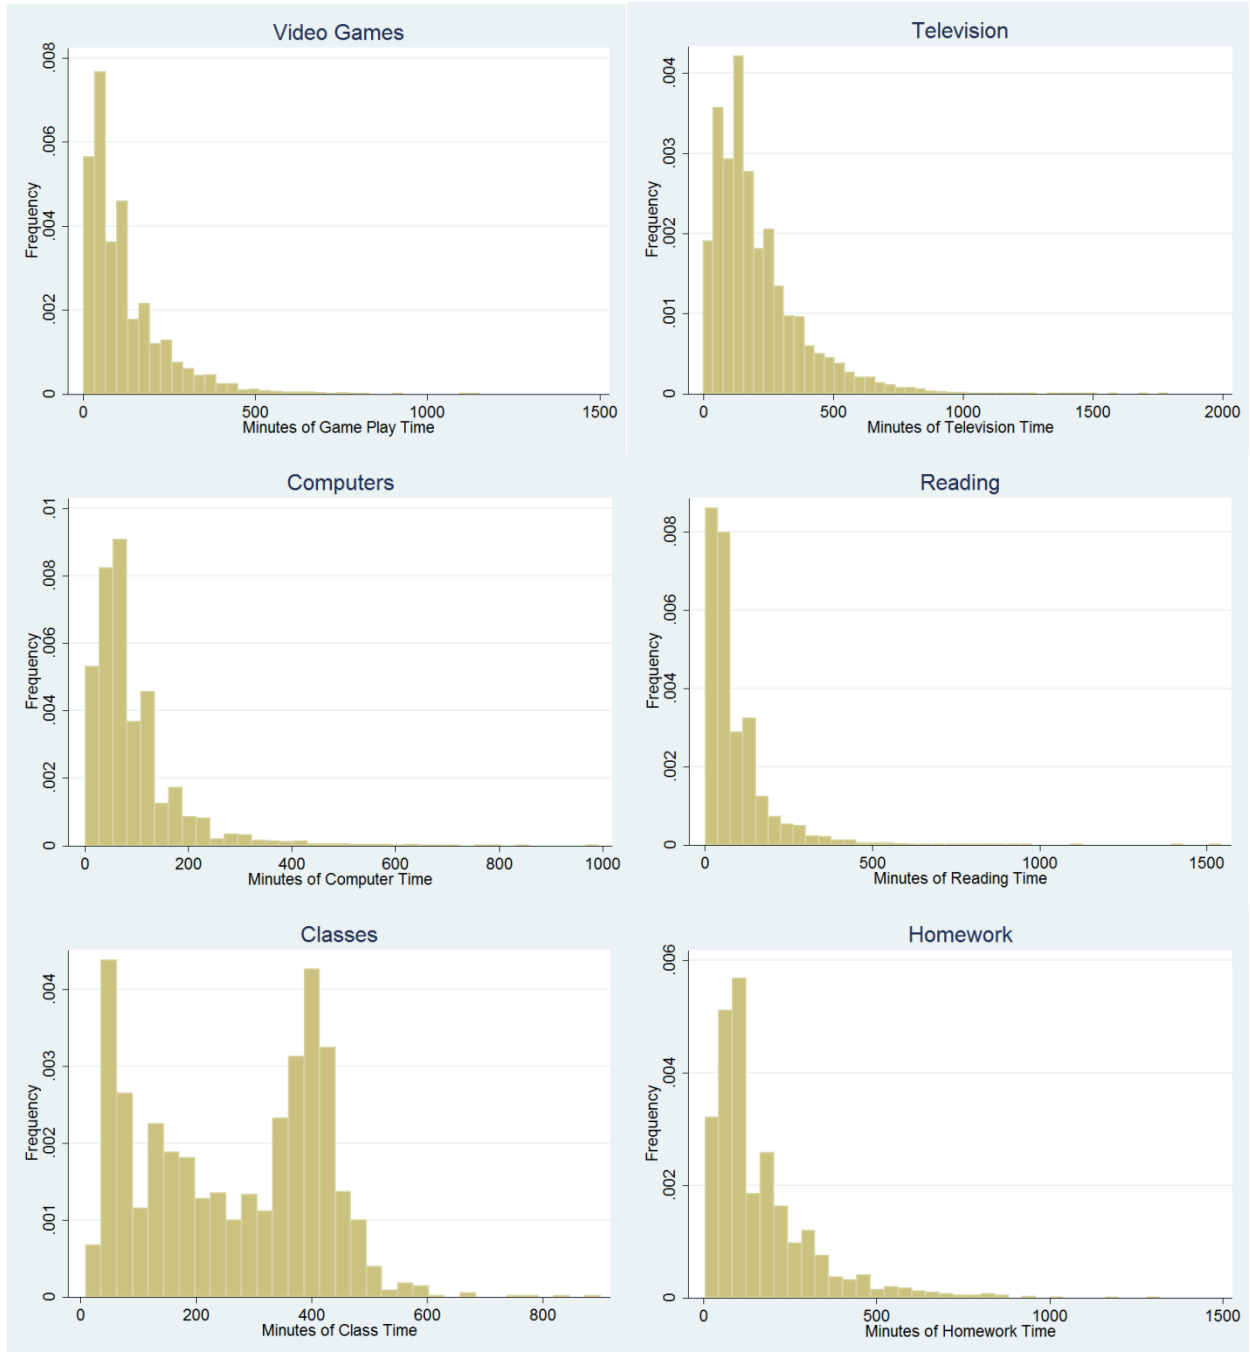 Video Games
.008
.006
.004
.002
0
Frequency
0 500 1000 1500
Minutes of Game Play Time
Television
.004
.003
.002
.001
0
Frequency
0 500 1000 1500 2000
Minutes of Television Time
Computers
.01
.008
.006
.004
.002
0
Frequency
0 200 400 600 800 1000
Minutes of Computer Time
Reading
.008
.006
.004
.002
0
Frequency
0 500 1000 1500
Minutes of Reading Time
Classes
.004
.003
.002
.001
0
Frequency
0 200 400 600 800
Minutes of Class Time
Homework
.006
.004
.002
0
Frequency
0 500 1000 1500
Minutes of Homework Time